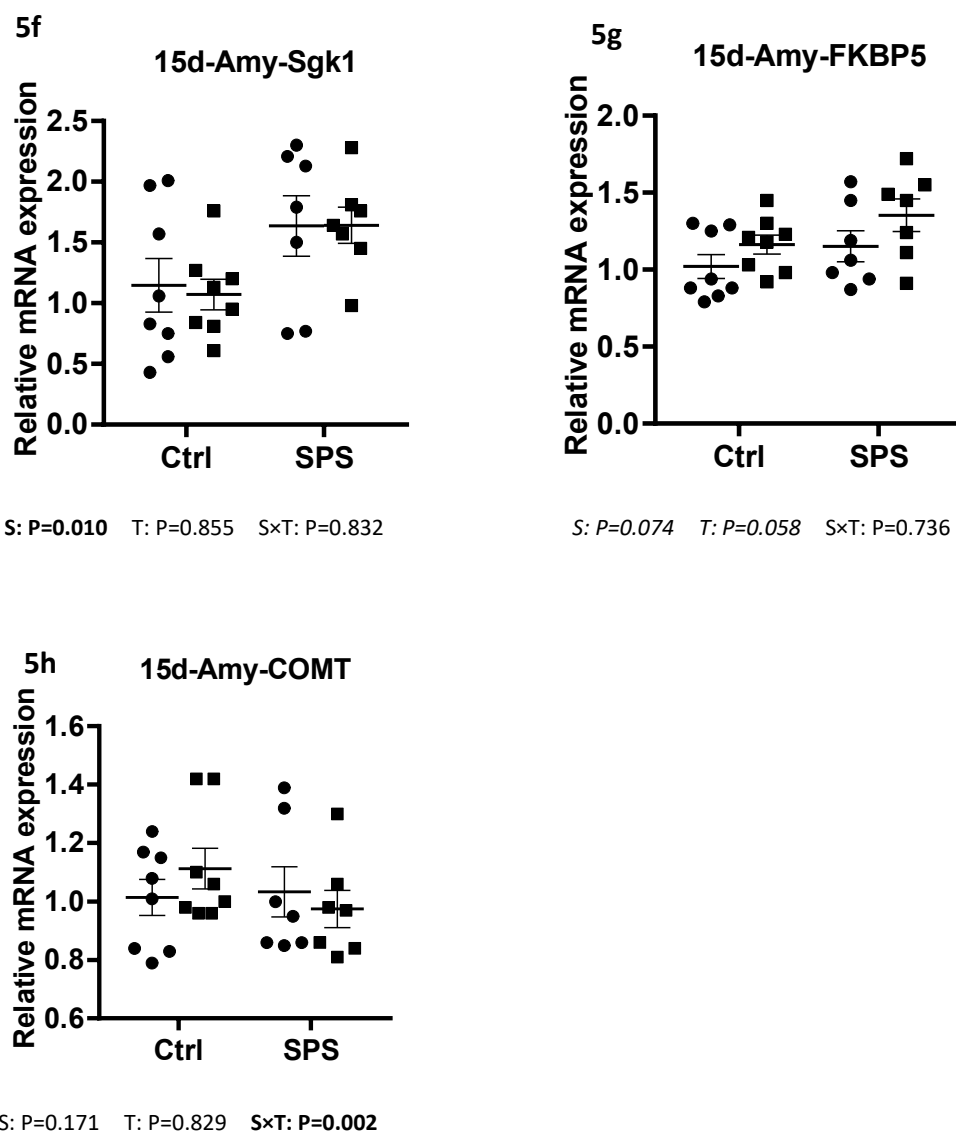 5f
15d-Amy-Sgk1
Relative mRNA expression
2.5
2.0
1.5
1.0
0.5
0.0
Ctrl SPS
S: P=0.010 T: P=0.855 S×T: P=0.832
5g
15d-Amy-FKBP5
Relative mRNA expression
2.0
1.5
1.0
0.5
0.0
Ctrl SPS
S: P=0.074 T: P=0.058 S×T: P=0.736
5h
15d-Amy-COMT
Relative mRNA expression
1.6
1.4
1.2
1.0
0.8
0.6
Ctrl SPS
S: P=0.171 T: P=0.829 S×T: P=0.002